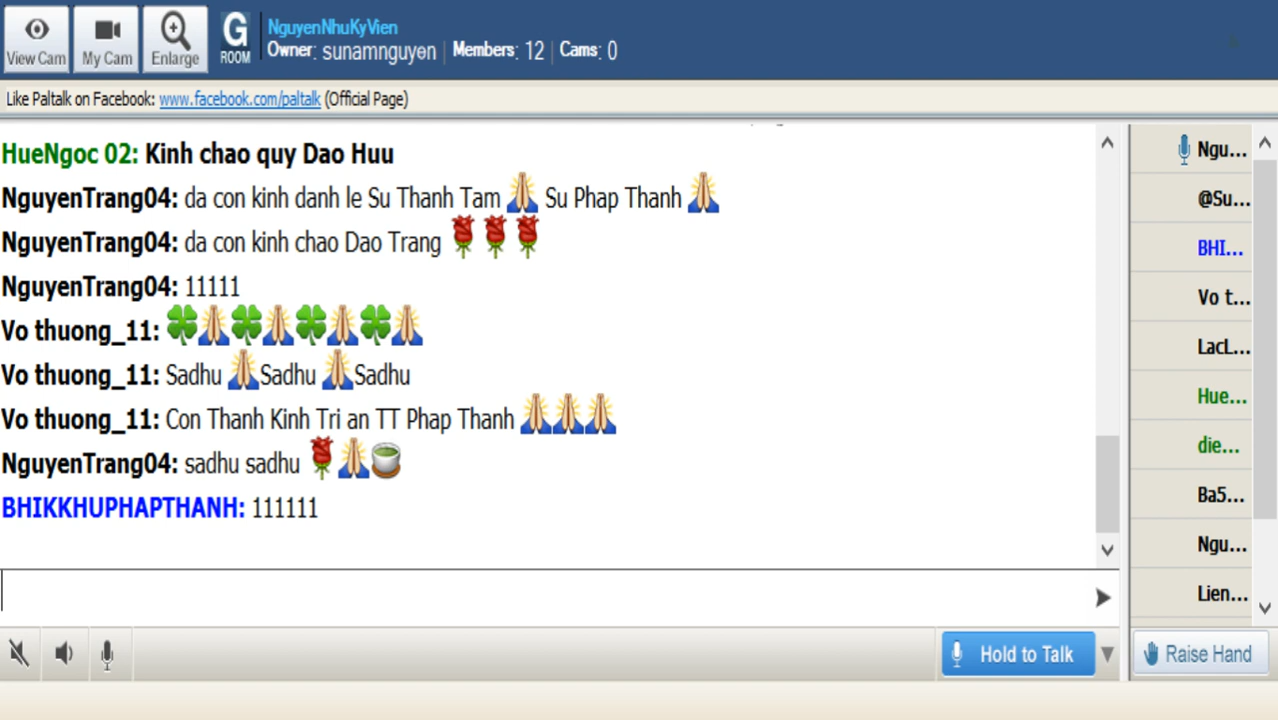 View Cam
My Cam
Enlarge
G
ROOM
NguyenNhuKyVien
Owner: sunamnguyen | Members: 12 | Cams: 0
Like Paltalk on Facebook: www.facebook.com/paltalk (Official Page)
HueNgoc 02: Kinh chao quy Dao Huu
NguyenTrang04: da con kinh danh le Su Thanh Tam 🙏 Su Phap Thanh 🙏
NguyenTrang04: da con kinh chao Dao Trang 🌹🌹🌹
NguyenTrang04: 11111
Vo thuong_11: 🍀🙏🍀🙏🍀🙏🍀🙏
Vo thuong_11: Sadhu 🙏Sadhu 🙏Sadhu
Vo thuong_11: Con Thanh Kinh Tri an TT Phap Thanh 🙏🙏🙏
NguyenTrang04: sadhu sadhu 🌹🙏🍵
BHIKKHUPHAPTHANH: 111111
Ngu...
@Su...
BHI...
Vo t...
LacL...
Hue...
die...
Ba5...
Ngu...
Lien...
Hold to Talk
Raise Hand